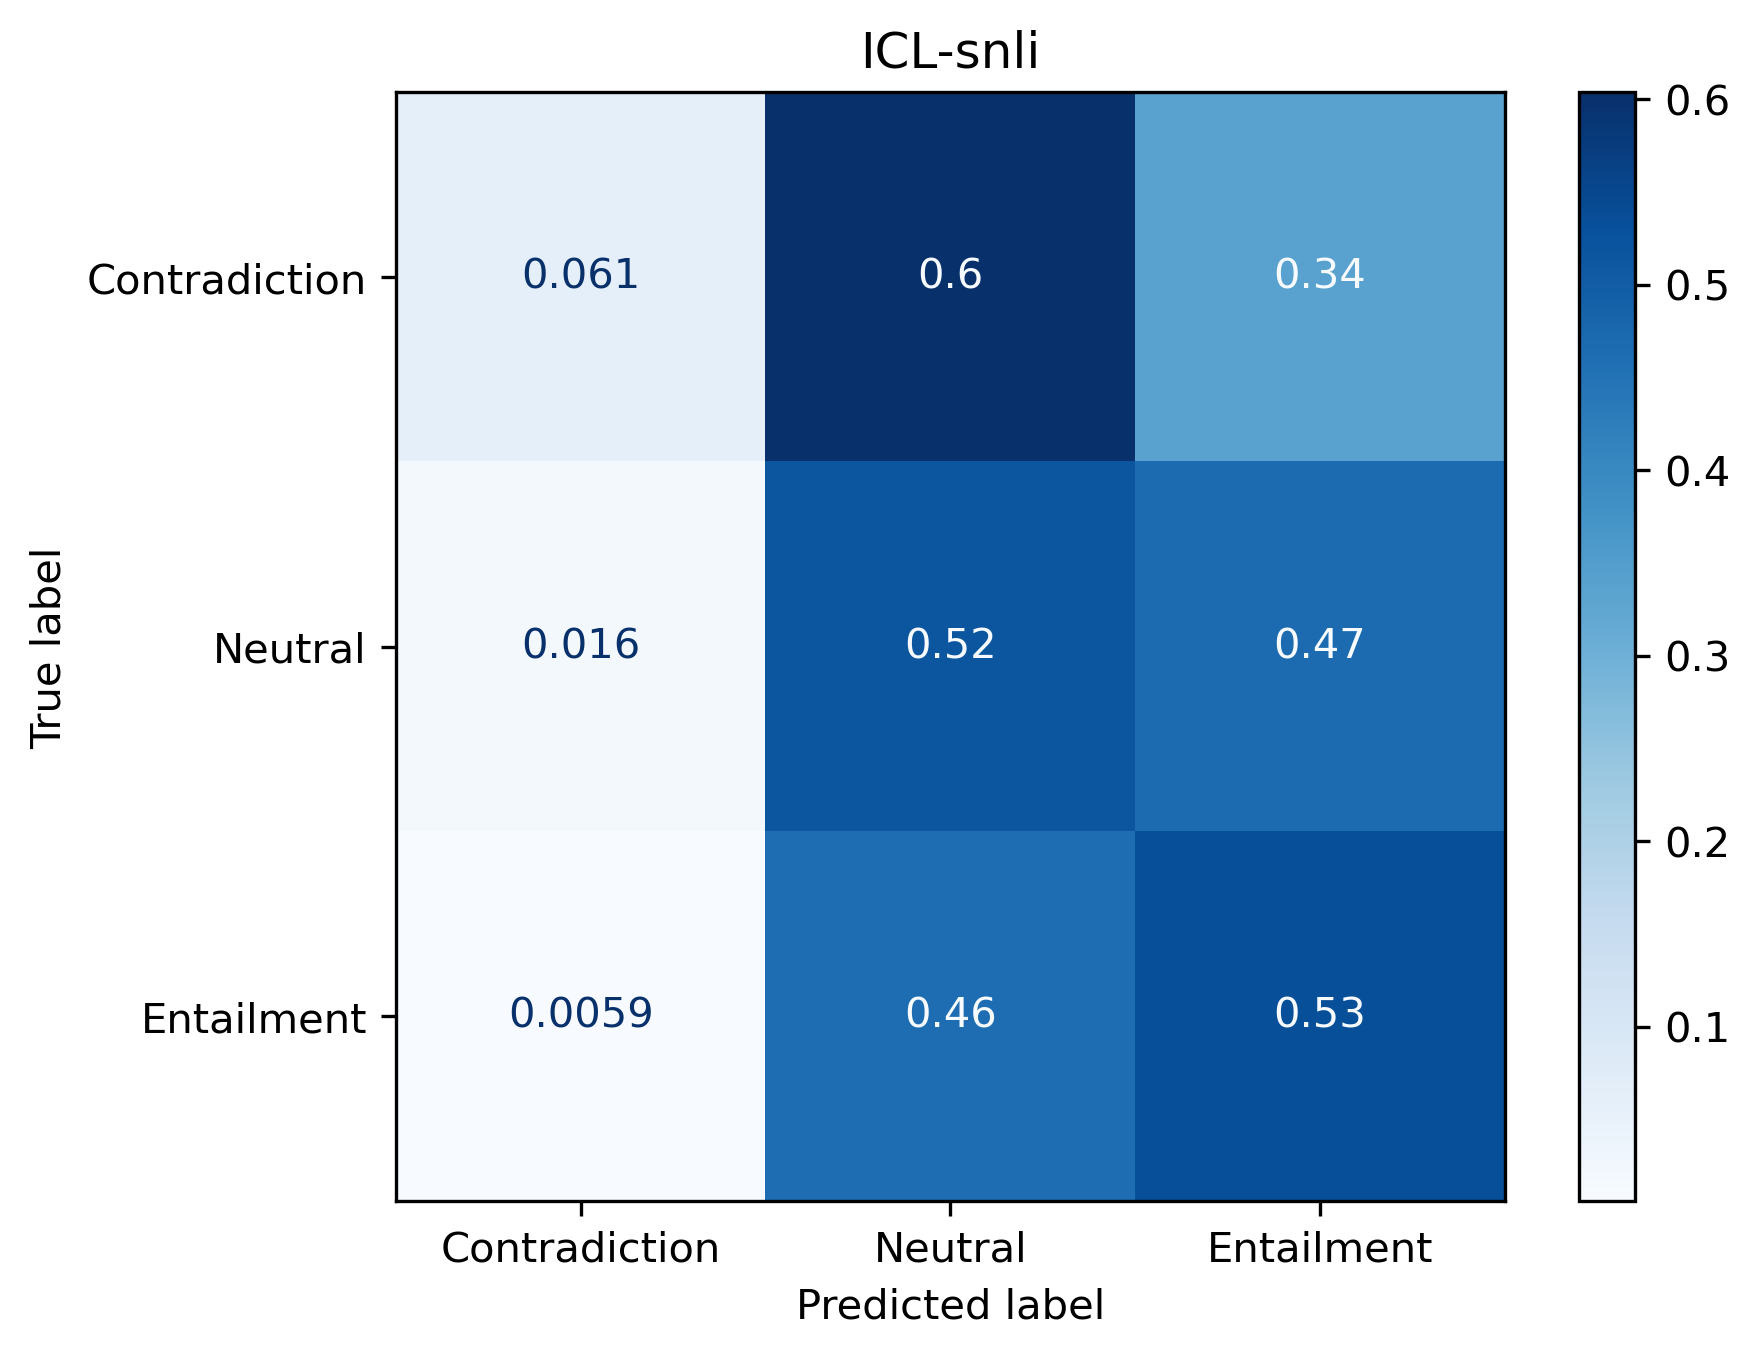 ICL-snli
True label
Contradiction
0.061 0.6 0.34
Neutral
0.016 0.52 0.47
Entailment
0.0059 0.46 0.53
Contradiction Neutral Entailment
Predicted label
0.6
0.5
0.4
0.3
0.2
0.1